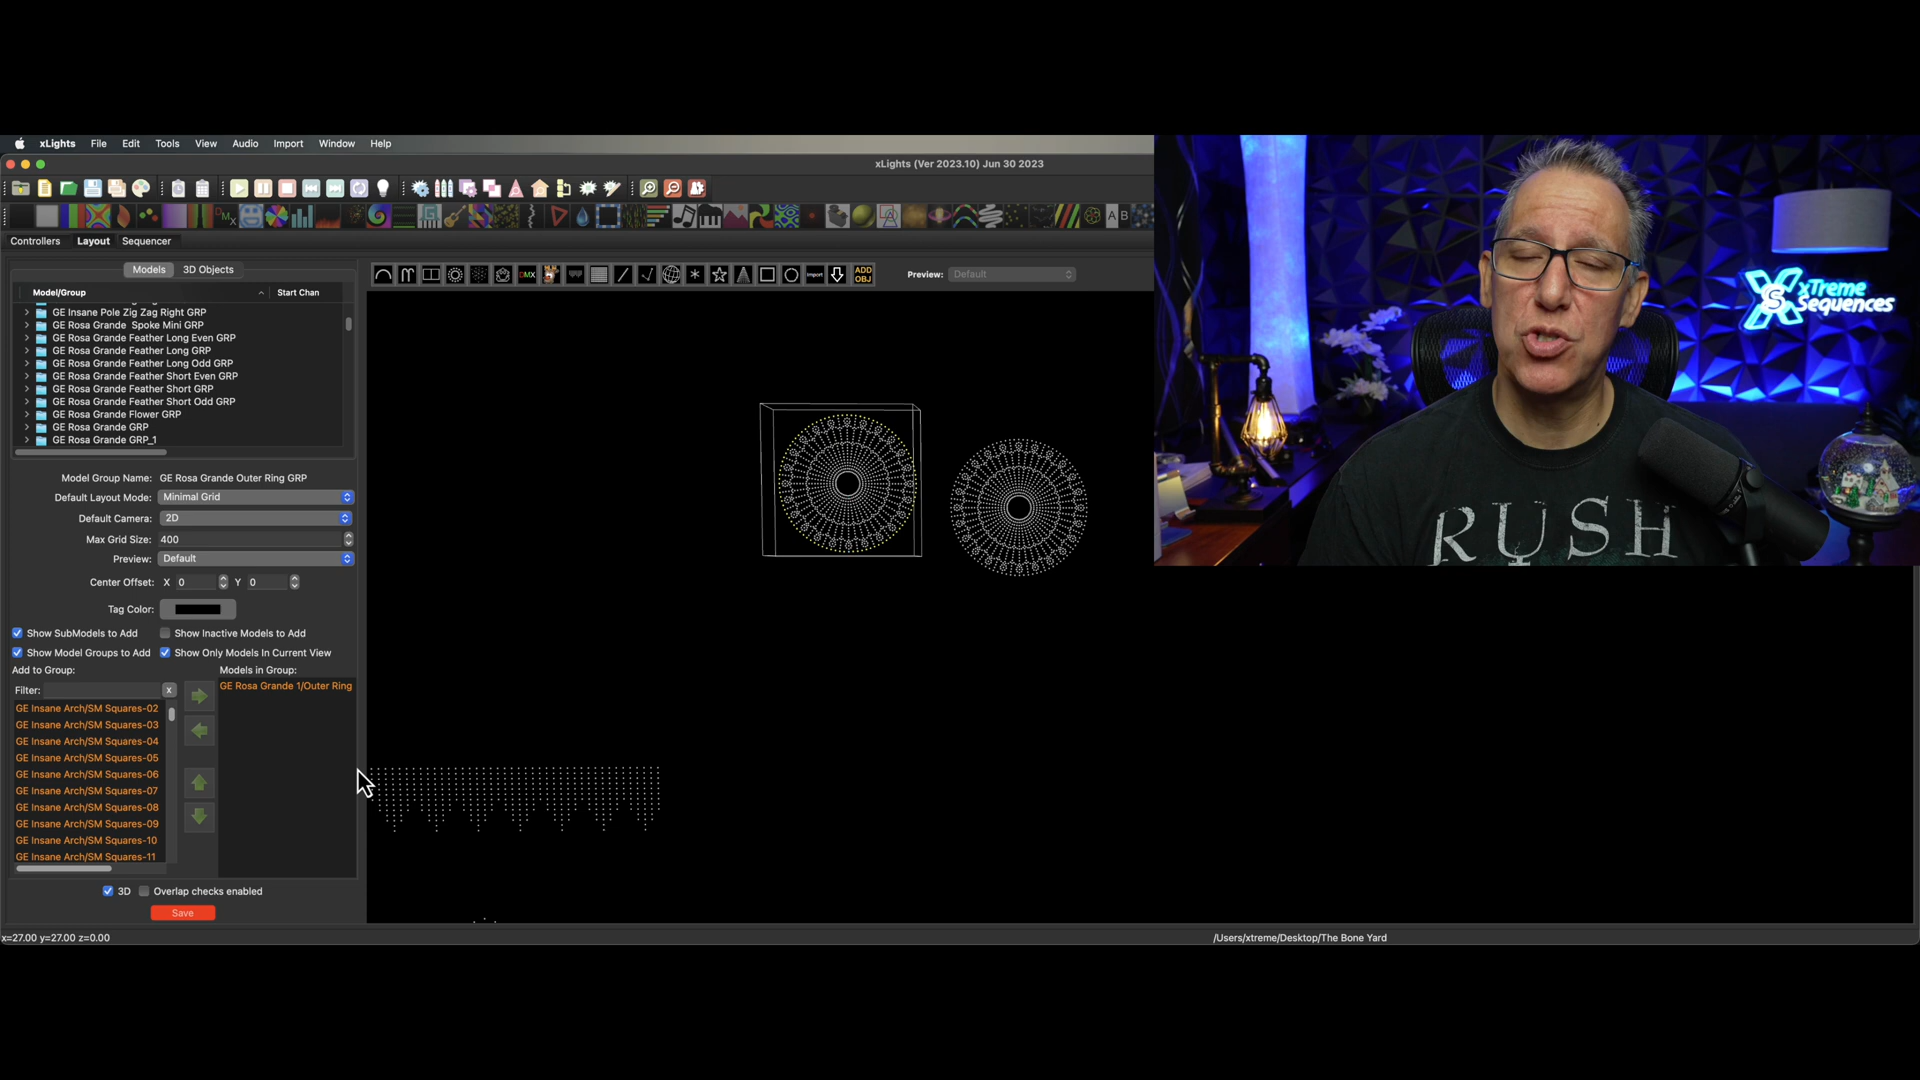 xLights File Edit Tools View Audio Import Window Help
xLights (Ver 2023.10) Jun 30 2023
DMX
A B
Controllers Layout Sequencer
Models 3D Objects
DMX
Import
ADD OBJ
Preview: Default
Model/Group Start Chan
GE Insane Pole Zig Zag Right GRP
GE Rosa Grande  Spoke Mini GRP
GE Rosa Grande Feather Long Even GRP
GE Rosa Grande Feather Long GRP
GE Rosa Grande Feather Long Odd GRP
GE Rosa Grande Feather Short Even GRP
GE Rosa Grande Feather Short GRP
GE Rosa Grande Feather Short Odd GRP
GE Rosa Grande Flower GRP
GE Rosa Grande GRP
GE Rosa Grande GRP_1
Model Group Name: GE Rosa Grande Outer Ring GRP
Default Layout Mode: Minimal Grid
Default Camera: 2D
Max Grid Size: 400
Preview: Default
Center Offset: X 0 Y 0
Tag Color:
Show SubModels to Add Show Inactive Models to Add
Show Model Groups to Add Show Only Models In Current View
Add to Group: Models in Group:
Filter: X
GE Rosa Grande 1/Outer Ring
GE Insane Arch/SM Squares-02
GE Insane Arch/SM Squares-03
GE Insane Arch/SM Squares-04
GE Insane Arch/SM Squares-05
GE Insane Arch/SM Squares-06
GE Insane Arch/SM Squares-07
GE Insane Arch/SM Squares-08
GE Insane Arch/SM Squares-09
GE Insane Arch/SM Squares-10
GE Insane Arch/SM Squares-11
3D Overlap checks enabled
Save
x=27.00 y=27.00 z=0.00
/Users/xtreme/Desktop/The Bone Yard
XS xTreme
Sequences
RUSH